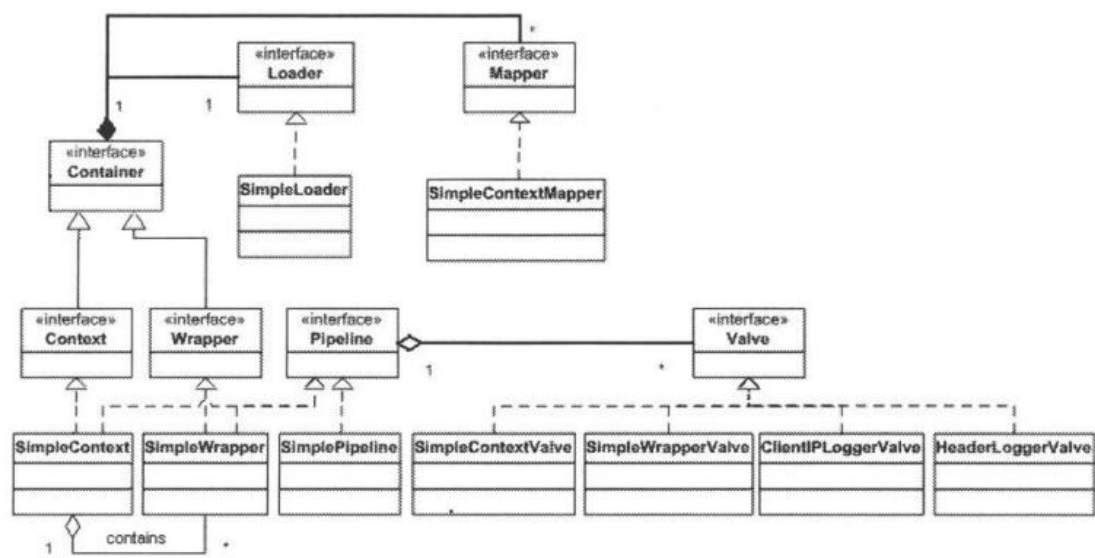 *
«interface»
Loader
«interface»
Mapper
1
1
«interface»
Container
SimpleLoader
SimpleContextMapper
«interface»
Context
«interface»
Wrapper
«interface»
Pipeline
«interface»
Valve
1
*
SimpleContext
SimpleWrapper
SimplePipeline
SimpleContextValve
SimpleWrapperValve
ClientIPLoggerValve
HeaderLoggerValve
1
contains
*